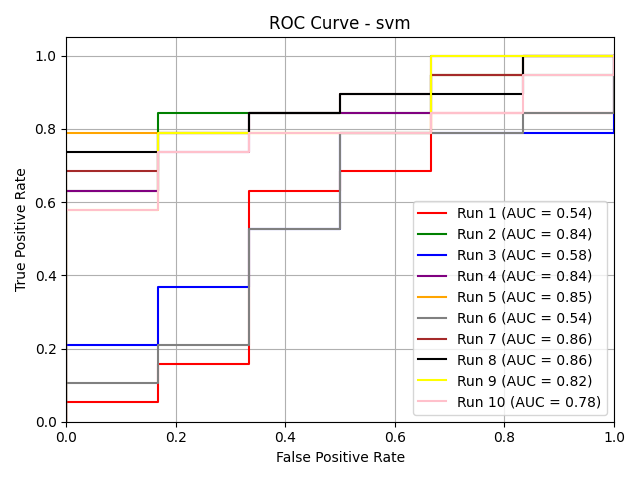 ROC Curve - svm
True Positive Rate
1.0
0.8
0.6
0.4
0.2
0.0
0.0 0.2 0.4 0.6 0.8 1.0
False Positive Rate
Run 1 (AUC = 0.54)
Run 2 (AUC = 0.84)
Run 3 (AUC = 0.58)
Run 4 (AUC = 0.84)
Run 5 (AUC = 0.85)
Run 6 (AUC = 0.54)
Run 7 (AUC = 0.86)
Run 8 (AUC = 0.86)
Run 9 (AUC = 0.82)
Run 10 (AUC = 0.78)